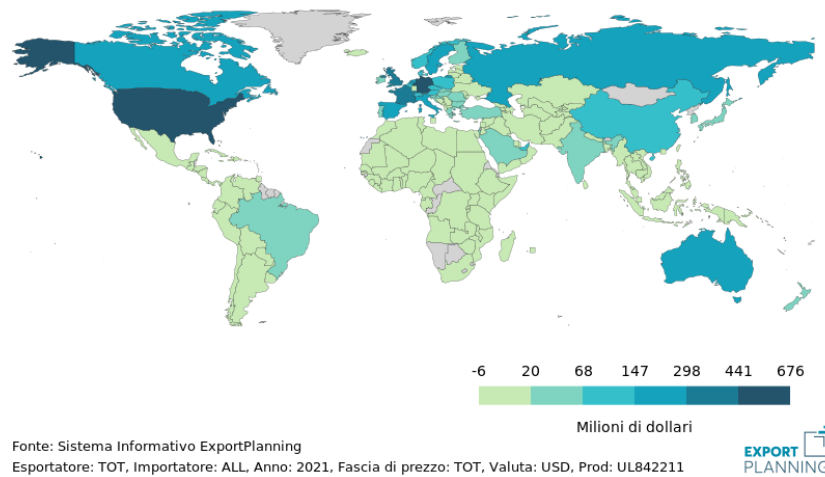 -6 20 68 147 298 441 676
Milioni di dollari
Fonte: Sistema Informativo ExportPlanning
Esportatore: TOT, Importatore: ALL, Anno: 2021, Fascia di prezzo: TOT, Valuta: USD, Prod: UL842211
EXPORT
PLANNING